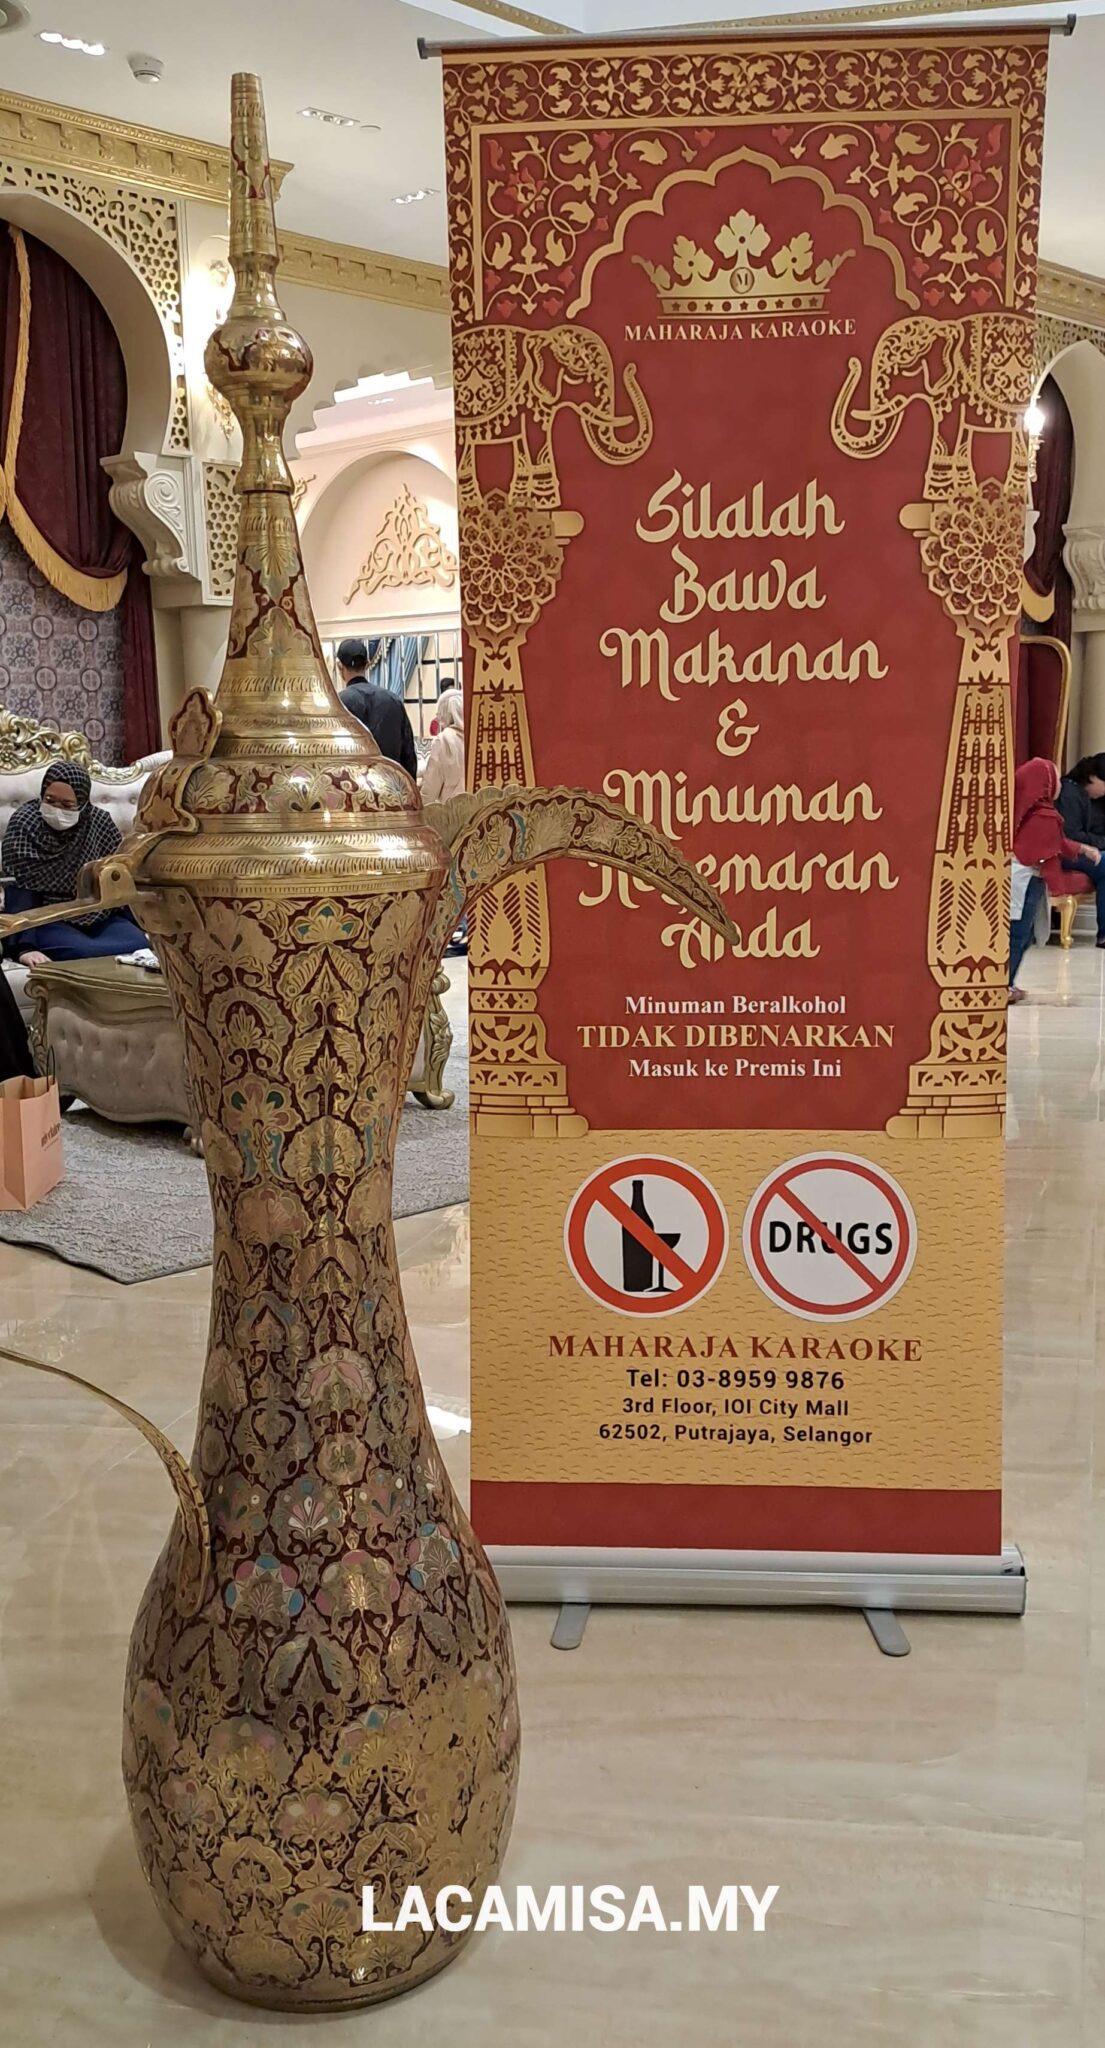 M
MAHARAJA KARAOKE
Silalah
Bawa
Makanan
&
Minuman
Anda
Minuman Beralkohol
TIDAK DIBENARKAN
Masuk ke Premis Ini
DRUGS
MAHARAJA KARAOKE
Tel: 03-8959 9876
3rd Floor, IOI City Mall
62502, Putrajaya, Selangor
LACAMISA.MY